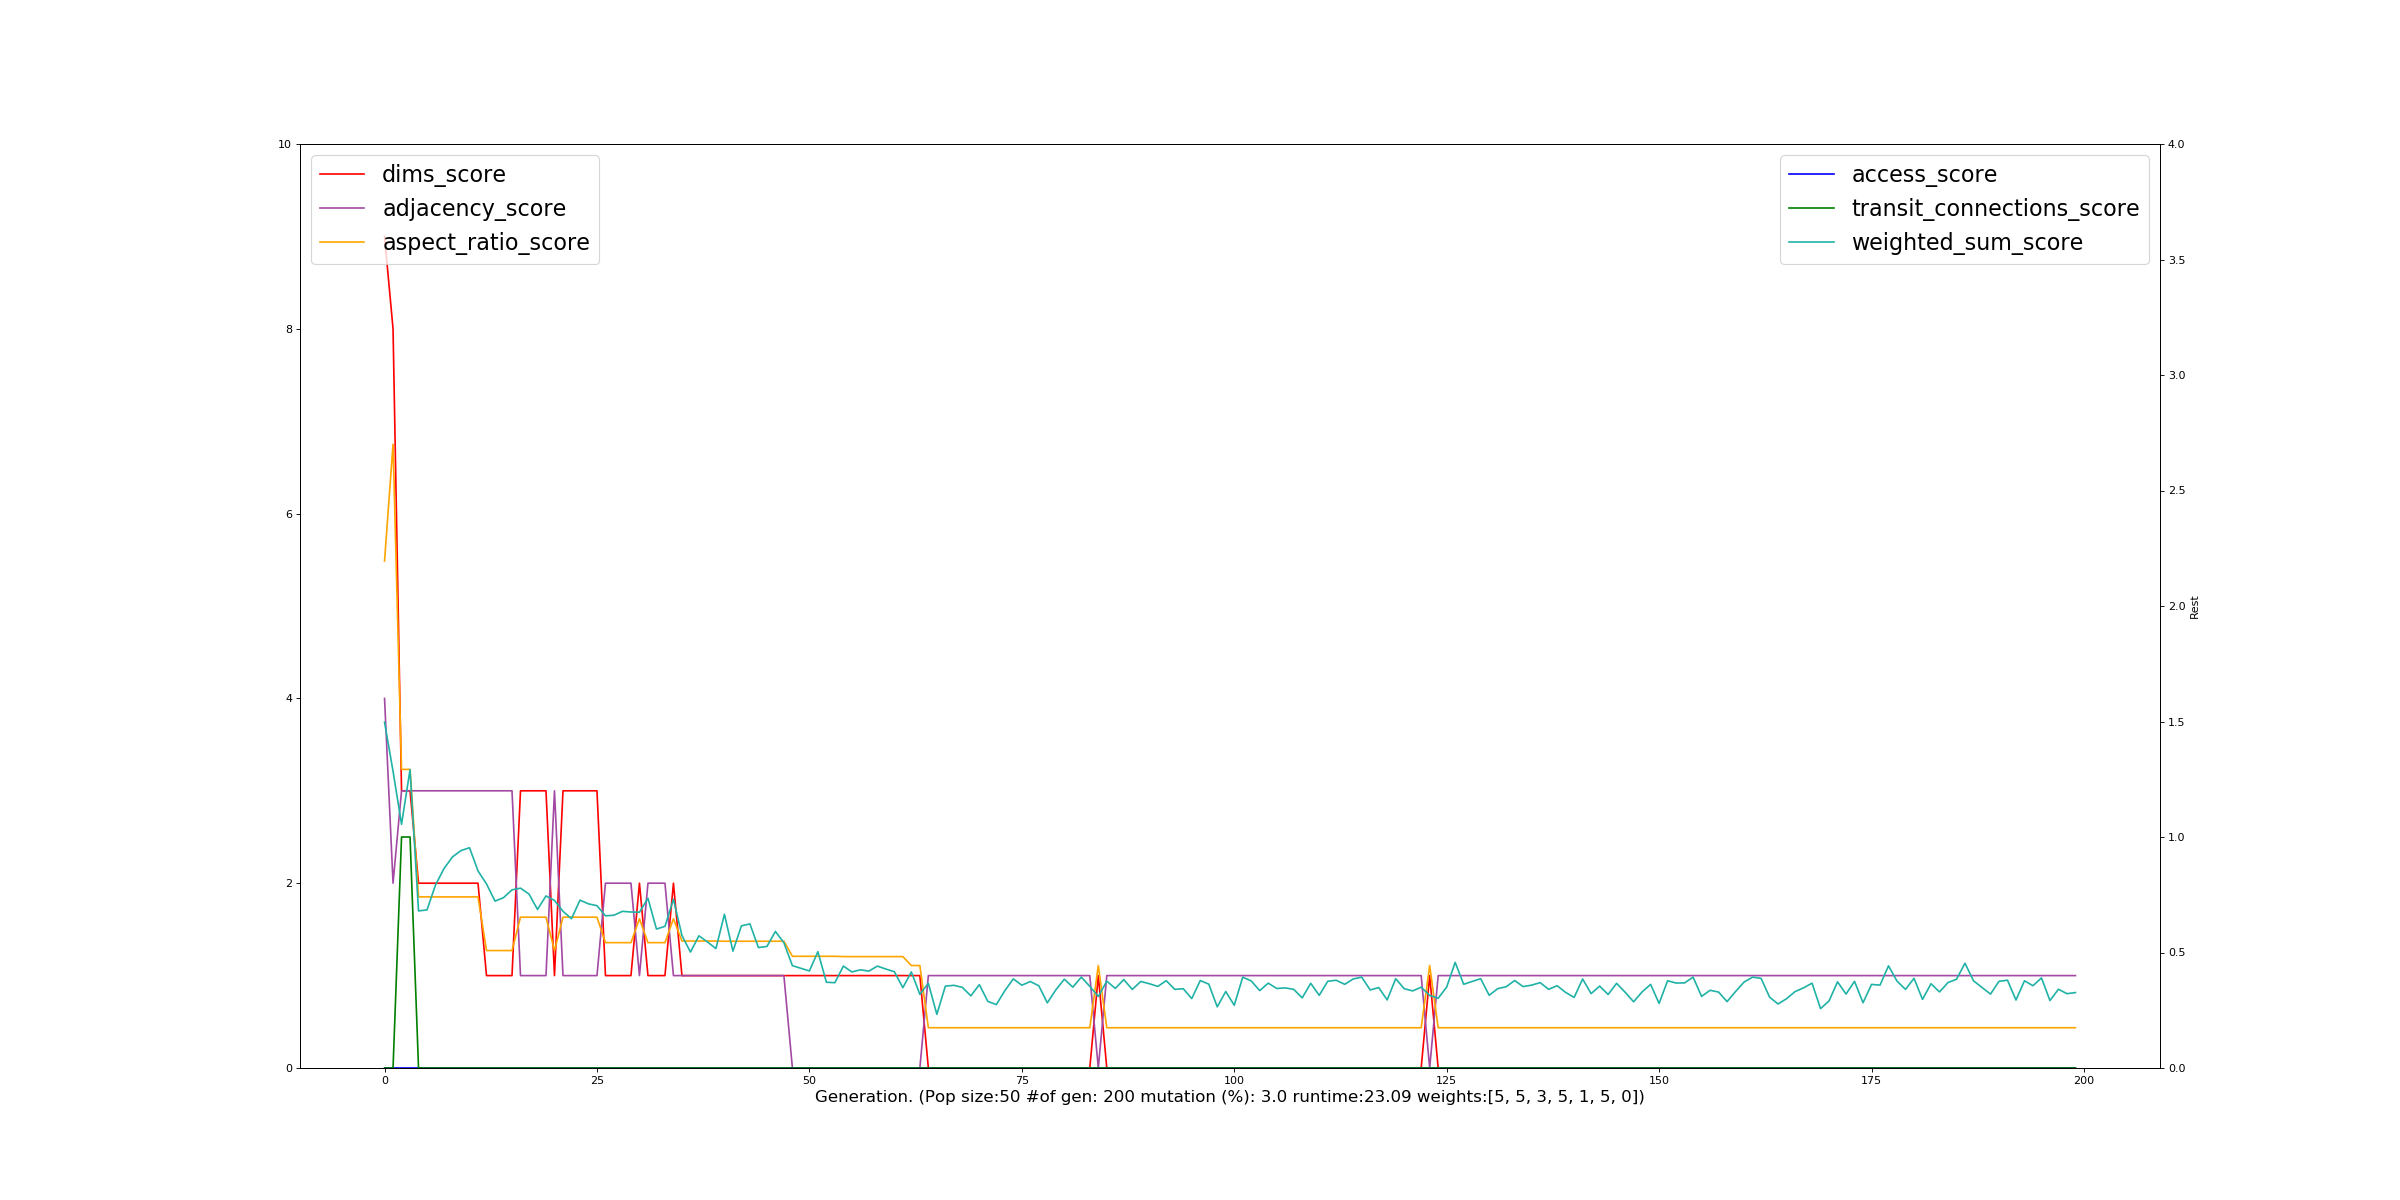 dims_score
adjacency_score
aspect_ratio_score
access_score
transit_connections_score
weighted_sum_score
10
8
6
4
2
0
4.0
3.5
3.0
2.5
2.0
1.5
1.0
0.5
0.0
Rest
0 25 50 75 100 125 150 175 200
Generation. (Pop size:50 #of gen: 200 mutation (%): 3.0 runtime:23.09 weights:[5, 5, 3, 5, 1, 5, 0])